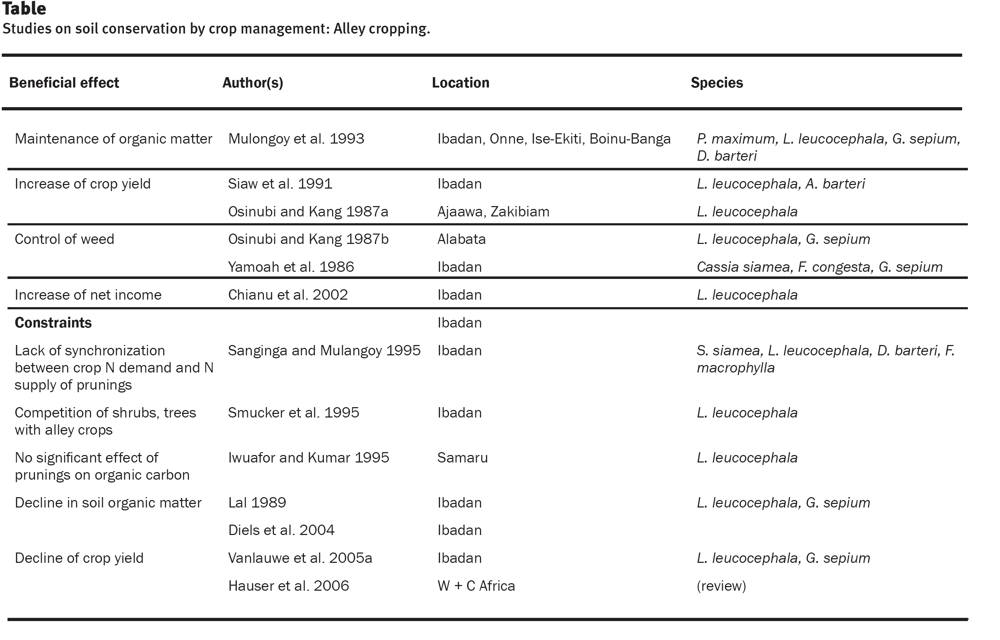 Table
Studies on soil conservation by crop management: Alley cropping.
Beneficial effect Author(s) Location Species
Maintenance of organic matter Mulongoy et al. 1993 Ibadan, Onne, Ise-Ekiti, Boinu-Banga P. maximum, L. leucocephala, G. sepium,
D. barteri
Increase of crop yield Siaw et al. 1991 Ibadan L. leucocephala, A. barteri
Osinubi and Kang 1987a Ajaawa, Zakibiam L. leucocephala
Control of weed Osinubi and Kang 1987b Alabata L. leucocephala, G. sepium
Yamoah et al. 1986 Ibadan Cassia siamea, F. congesta, G. sepium
Increase of net income Chianu et al. 2002 Ibadan L. leucocephala
Constraints Ibadan
Lack of synchronization Sanginga and Mulangoy 1995 Ibadan S. siamea, L. leucocephala, D. barteri, F.
between crop N demand and N macrophylla
supply of prunings
Competition of shrubs, trees Smucker et al. 1995 Ibadan L. leucocephala
with alley crops
No significant effect of Iwuafor and Kumar 1995 Samaru L. leucocephala
prunings on organic carbon
Decline in soil organic matter Lal 1989 Ibadan L. leucocephala, G. sepium
Diels et al. 2004 Ibadan
Decline of crop yield Vanlauwe et al. 2005a Ibadan L. leucocephala, G. sepium
Hauser et al. 2006 W + C Africa (review)